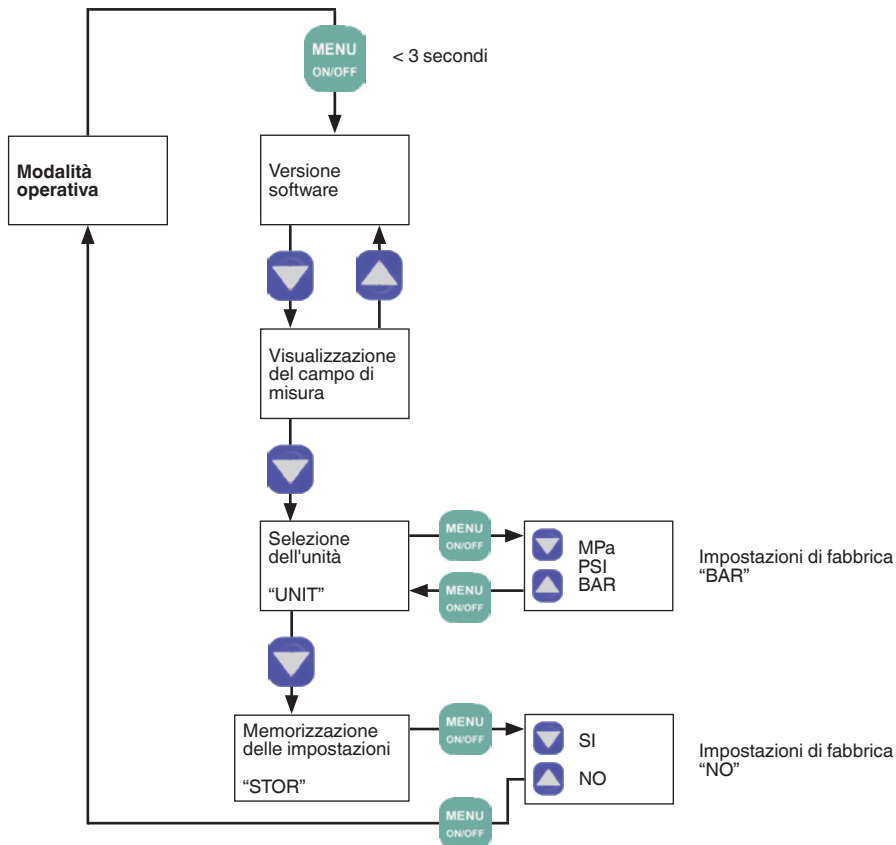 MENU
ON/OFF
< 3 secondi
Modalità
operativa
Versione
software
Visualizzazione
del campo di
misura
Selezione
dell'unità
“UNIT”
MENU
ON/OFF
MENU
ON/OFF
MPa
PSI
BAR
Impostazioni di fabbrica
“BAR”
Memorizzazione
delle impostazioni
“STOR”
MENU
ON/OFF
SI
NO
Impostazioni di fabbrica
“NO”
MENU
ON/OFF